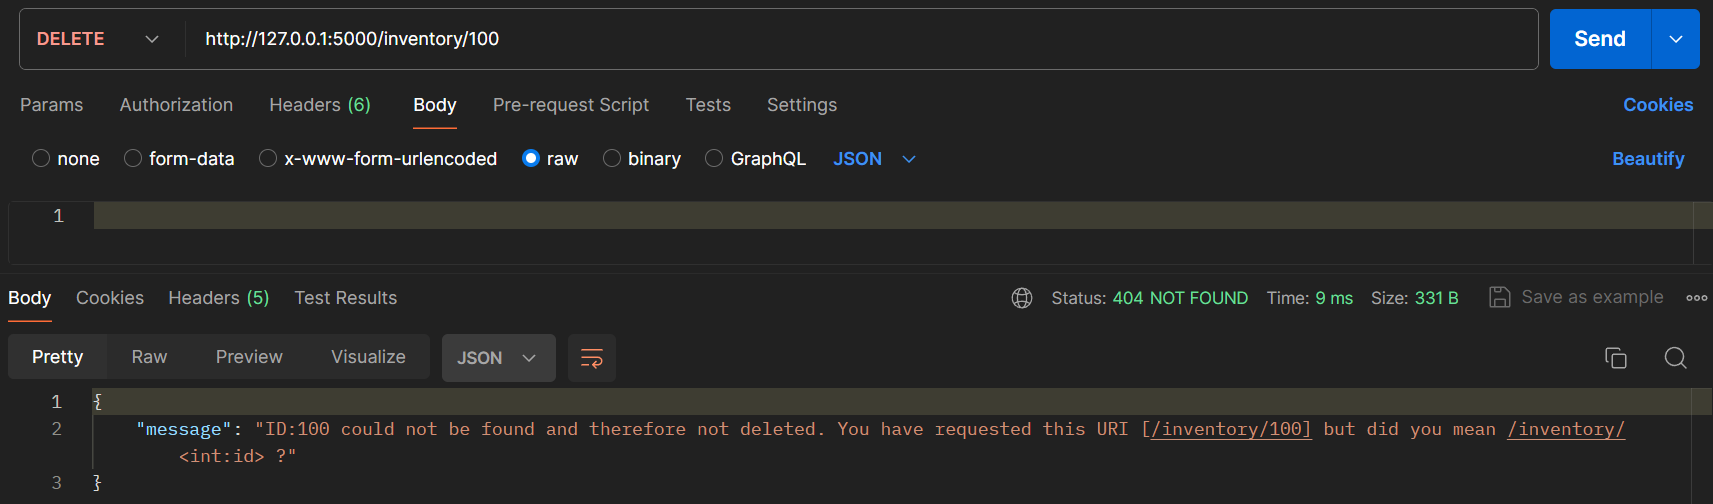 DELETE http://127.0.0.1:5000/inventory/100 Send
Params Authorization Headers (6) Body Pre-request Script Tests Settings Cookies
none form-data x-www-form-urlencoded raw binary GraphQL JSON Beautify
1
Body Cookies Headers (5) Test Results Status: 404 NOT FOUND Time: 9 ms Size: 331 B Save as example
Pretty Raw Preview Visualize JSON
1 {
2 "message": "ID:100 could not be found and therefore not deleted. You have requested this URI [/inventory/100] but did you mean /inventory/
<int:id> ?"
3 }